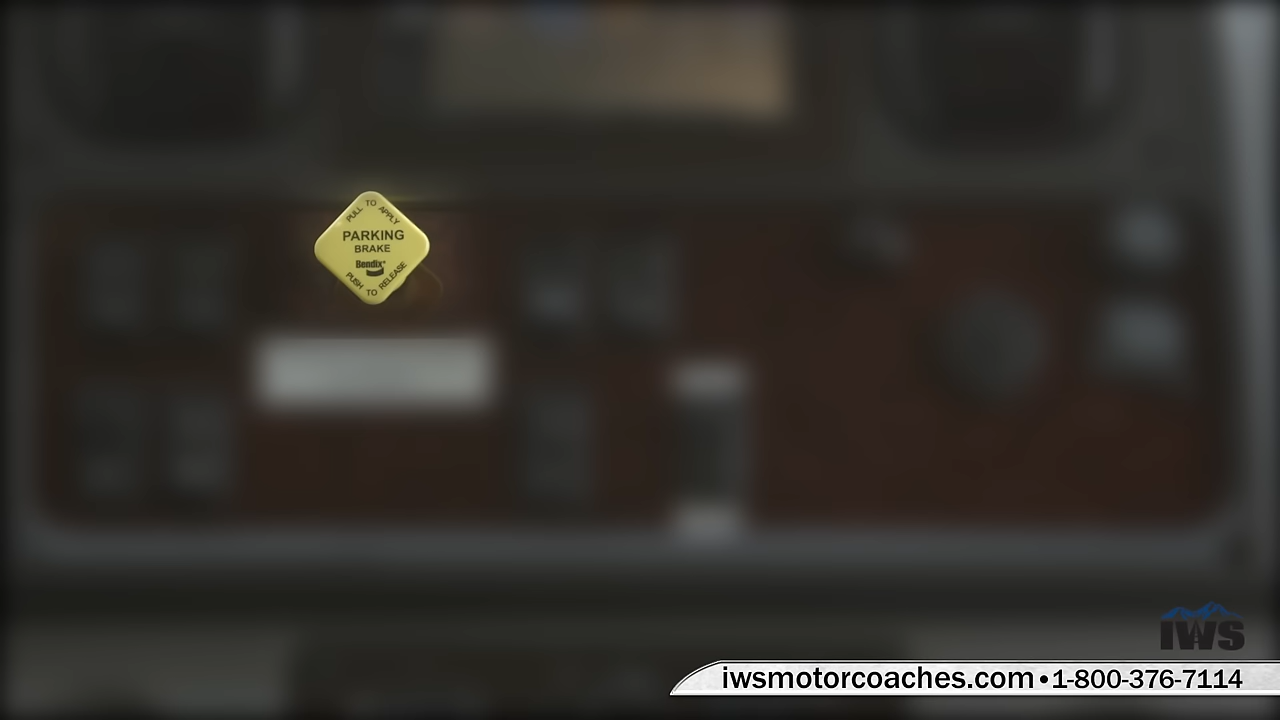 PULL TO APPLY
PARKING
BRAKE
Bendix®
PUSH TO RELEASE
IWS
iwsmotorcoaches.com • 1-800-376-7114